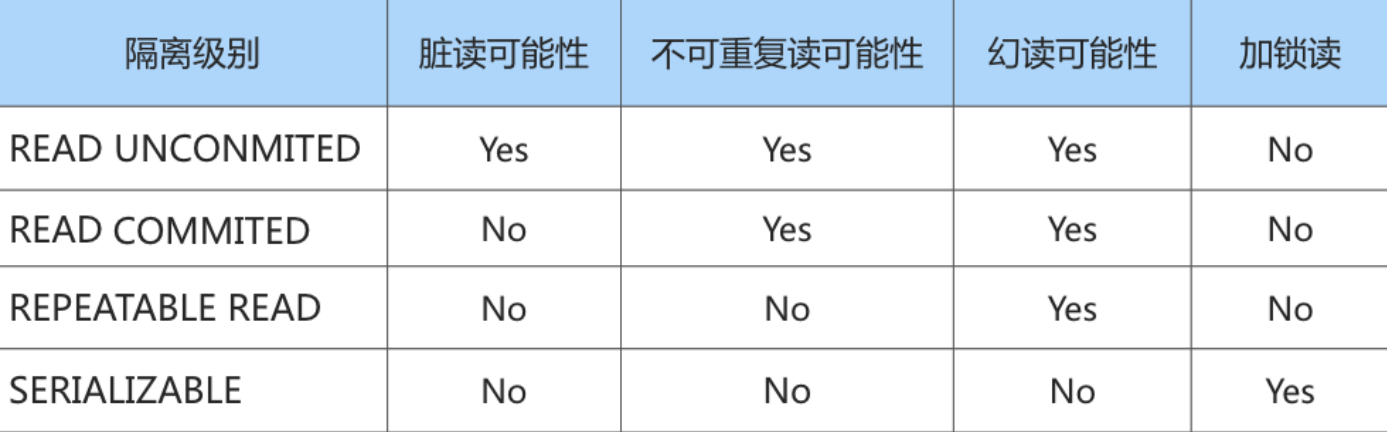 隔离级别 脏读可能性 不可重复读可能性 幻读可能性 加锁读
READ UNCONMITED Yes Yes Yes No
READ COMMITED No Yes Yes No
REPEATABLE READ No No Yes No
SERIALIZABLE No No No Yes